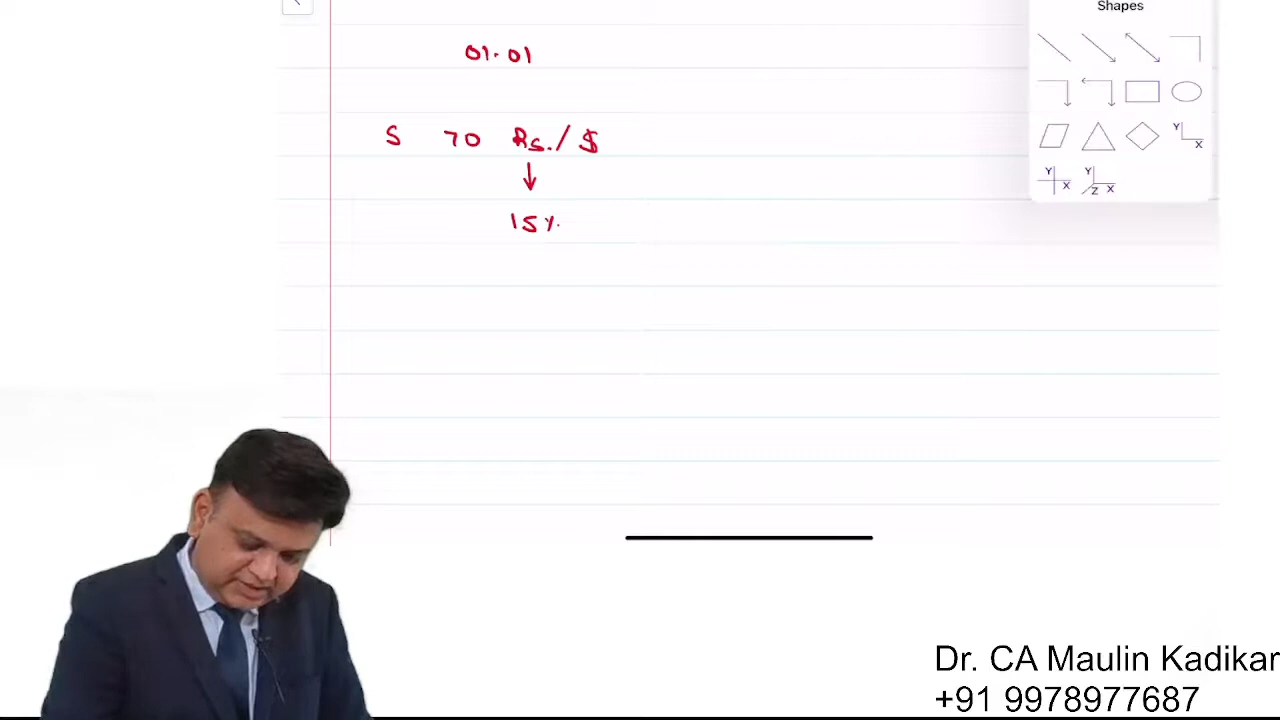 Shapes
01.01
S 70 Rs./$
↓
15%
Y
X
Y
X
Y
Z X
Dr. CA Maulin Kadikar
+91 9978977687